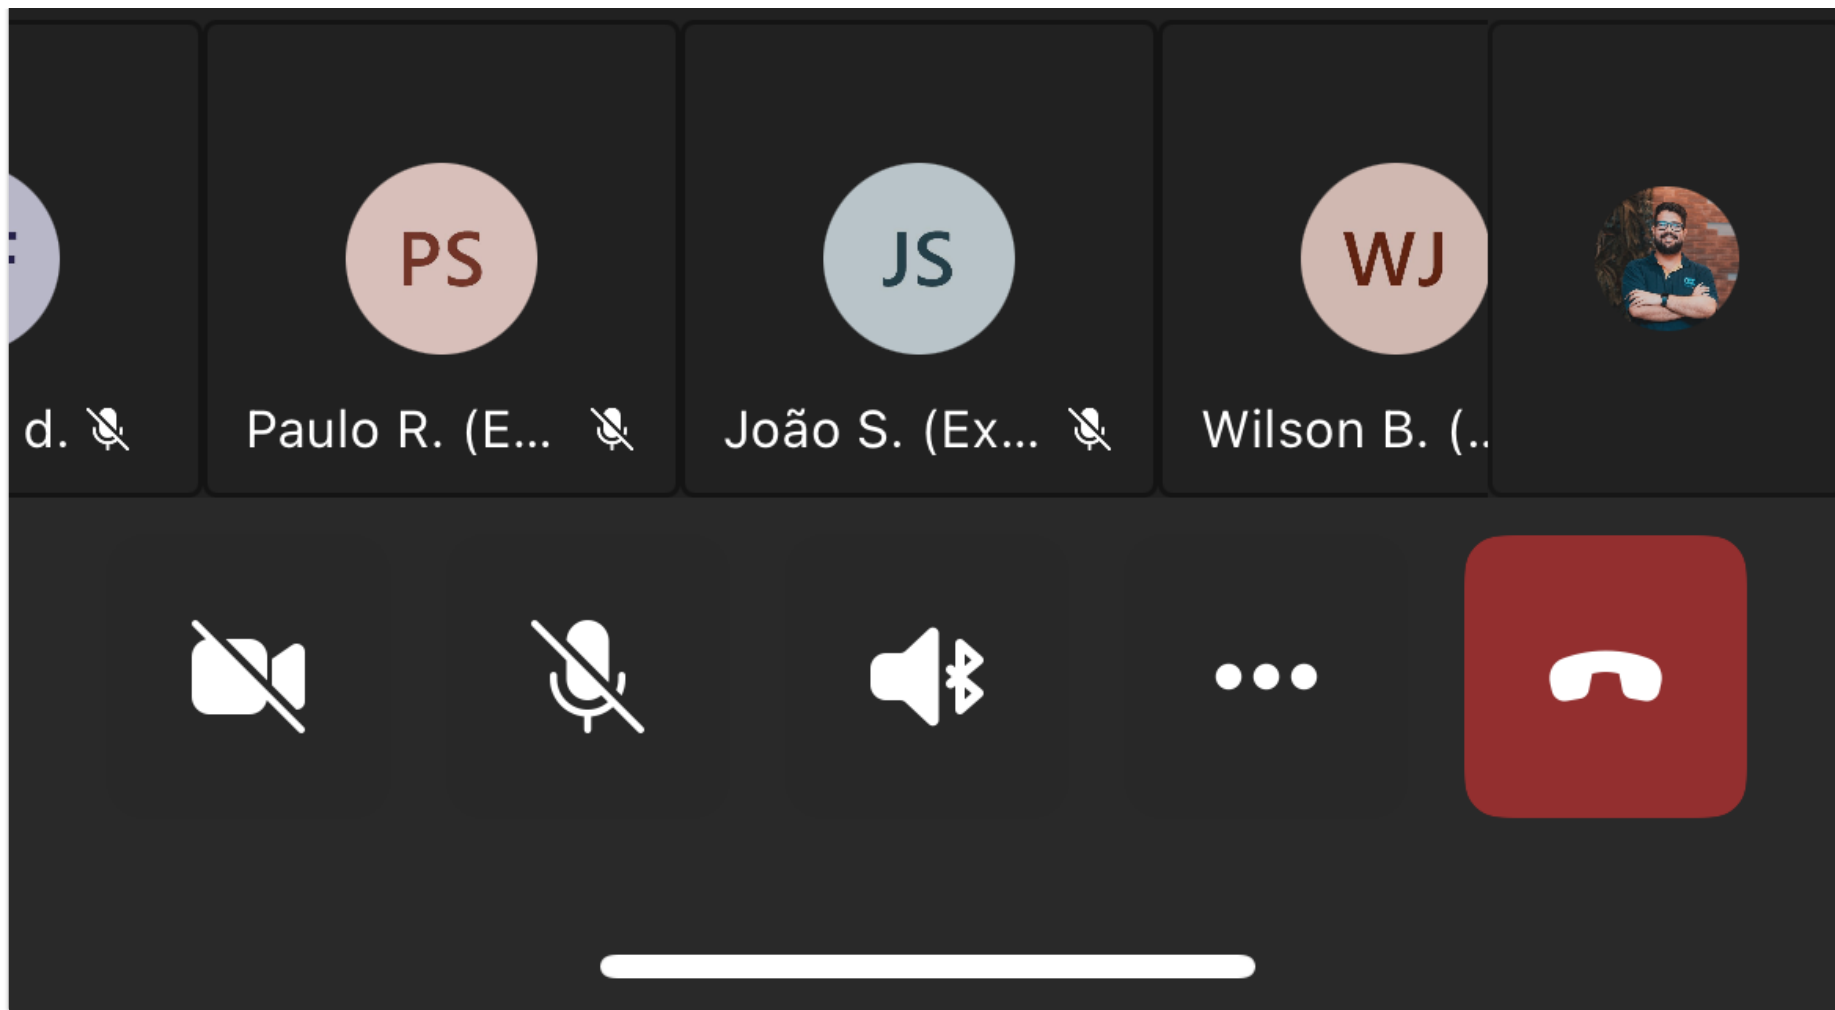 PS
JS
WJ
d.
Paulo R. (E...
João S. (Ex...
Wilson B. (..